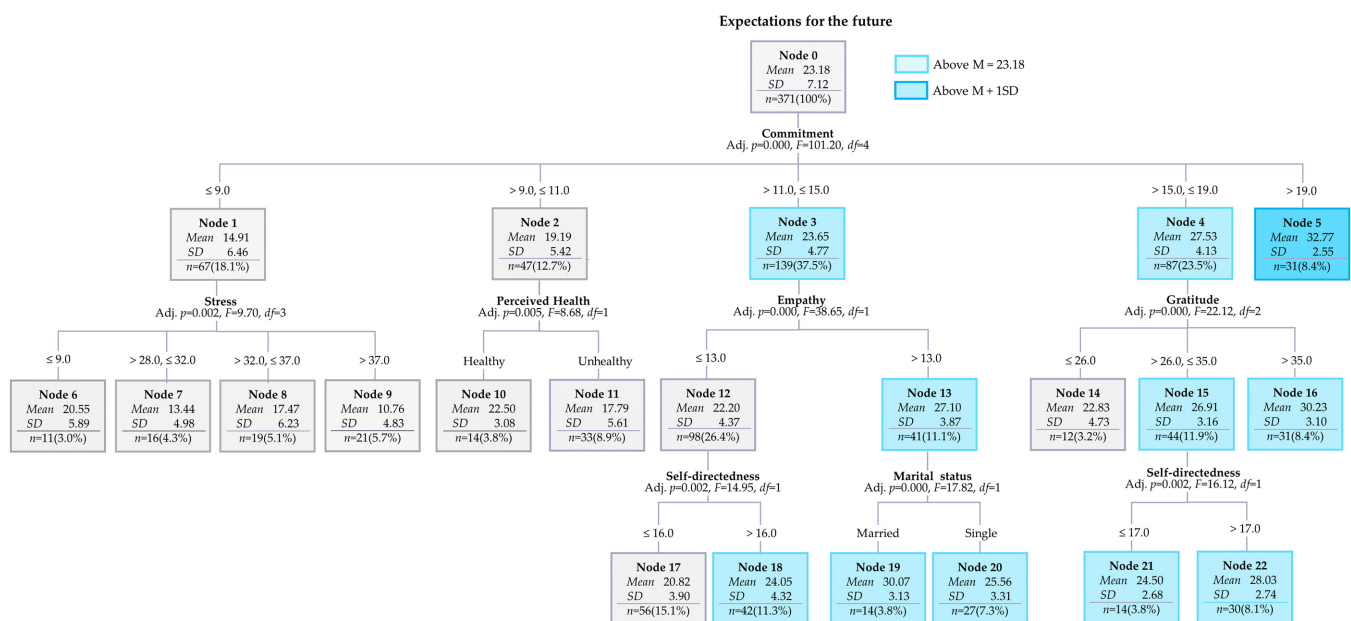 Expectations for the future
Node 0
Mean 23.18
SD 7.12
n=371(100%)
Above M = 23.18
Above M + 1SD
Commitment
Adj. p=0.000, F=101.20, df=4
≤ 9.0
> 9.0, ≤ 11.0
> 11.0, ≤ 15.0
> 15.0, ≤ 19.0
> 19.0
Node 1
Mean 14.91
SD 6.46
n=67(18.1%)
Node 2
Mean 19.19
SD 5.42
n=47(12.7%)
Node 3
Mean 23.65
SD 4.77
n=139(37.5%)
Node 4
Mean 27.53
SD 4.13
n=87(23.5%)
Node 5
Mean 32.77
SD 2.55
n=31(8.4%)
Stress
Adj. p=0.002, F=9.70, df=3
Perceived Health
Adj. p=0.005, F=8.68, df=1
Empathy
Adj. p=0.000, F=38.65, df=1
Gratitude
Adj. p=0.000, F=22.12, df=2
≤ 9.0
> 28.0, ≤ 32.0
> 32.0, ≤ 37.0
> 37.0
Healthy
Unhealthy
≤ 13.0
> 13.0
≤ 26.0
> 26.0, ≤ 35.0
> 35.0
Node 6
Mean 20.55
SD 5.89
n=11(3.0%)
Node 7
Mean 13.44
SD 4.98
n=16(4.3%)
Node 8
Mean 17.47
SD 6.23
n=19(5.1%)
Node 9
Mean 10.76
SD 4.83
n=21(5.7%)
Node 10
Mean 22.50
SD 3.08
n=14(3.8%)
Node 11
Mean 17.79
SD 5.61
n=33(8.9%)
Node 12
Mean 22.20
SD 4.37
n=98(26.4%)
Node 13
Mean 27.10
SD 3.87
n=41(11.1%)
Node 14
Mean 22.83
SD 4.73
n=12(3.2%)
Node 15
Mean 26.91
SD 3.16
n=44(11.9%)
Node 16
Mean 30.23
SD 3.10
n=31(8.4%)
Self-directedness
Adj. p=0.002, F=14.95, df=1
Marital status
Adj. p=0.000, F=17.82, df=1
Self-directedness
Adj. p=0.002, F=16.12, df=1
≤ 16.0
> 16.0
Married
Single
≤ 17.0
> 17.0
Node 17
Mean 20.82
SD 3.90
n=56(15.1%)
Node 18
Mean 24.05
SD 4.32
n=42(11.3%)
Node 19
Mean 30.07
SD 3.13
n=14(3.8%)
Node 20
Mean 25.56
SD 3.31
n=27(7.3%)
Node 21
Mean 24.50
SD 2.68
n=14(3.8%)
Node 22
Mean 28.03
SD 2.74
n=30(8.1%)